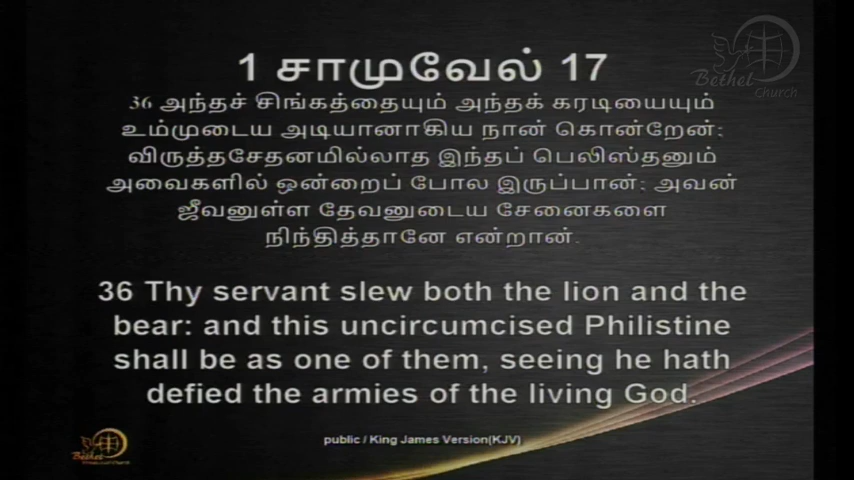 1 சாமுவேல் 17
Bethel
Church
36 அந்தச் சிங்கத்தையும் அந்தக் கரடியையும்
உம்முடைய அடியானாகிய நான் கொன்றேன்;
விருத்தசேதனமில்லாத இந்தப் பெலிஸ்தனும்
அவைகளில் ஒன்றைப் போல இருப்பான்; அவன்
ஜீவனுள்ள தேவனுடைய சேனைகளை
நிந்தித்தானே என்றான்.
36 Thy servant slew both the lion and the
bear: and this uncircumcised Philistine
shall be as one of them, seeing he hath
defied the armies of the living God.
public / King James Version(KJV)
Bethel